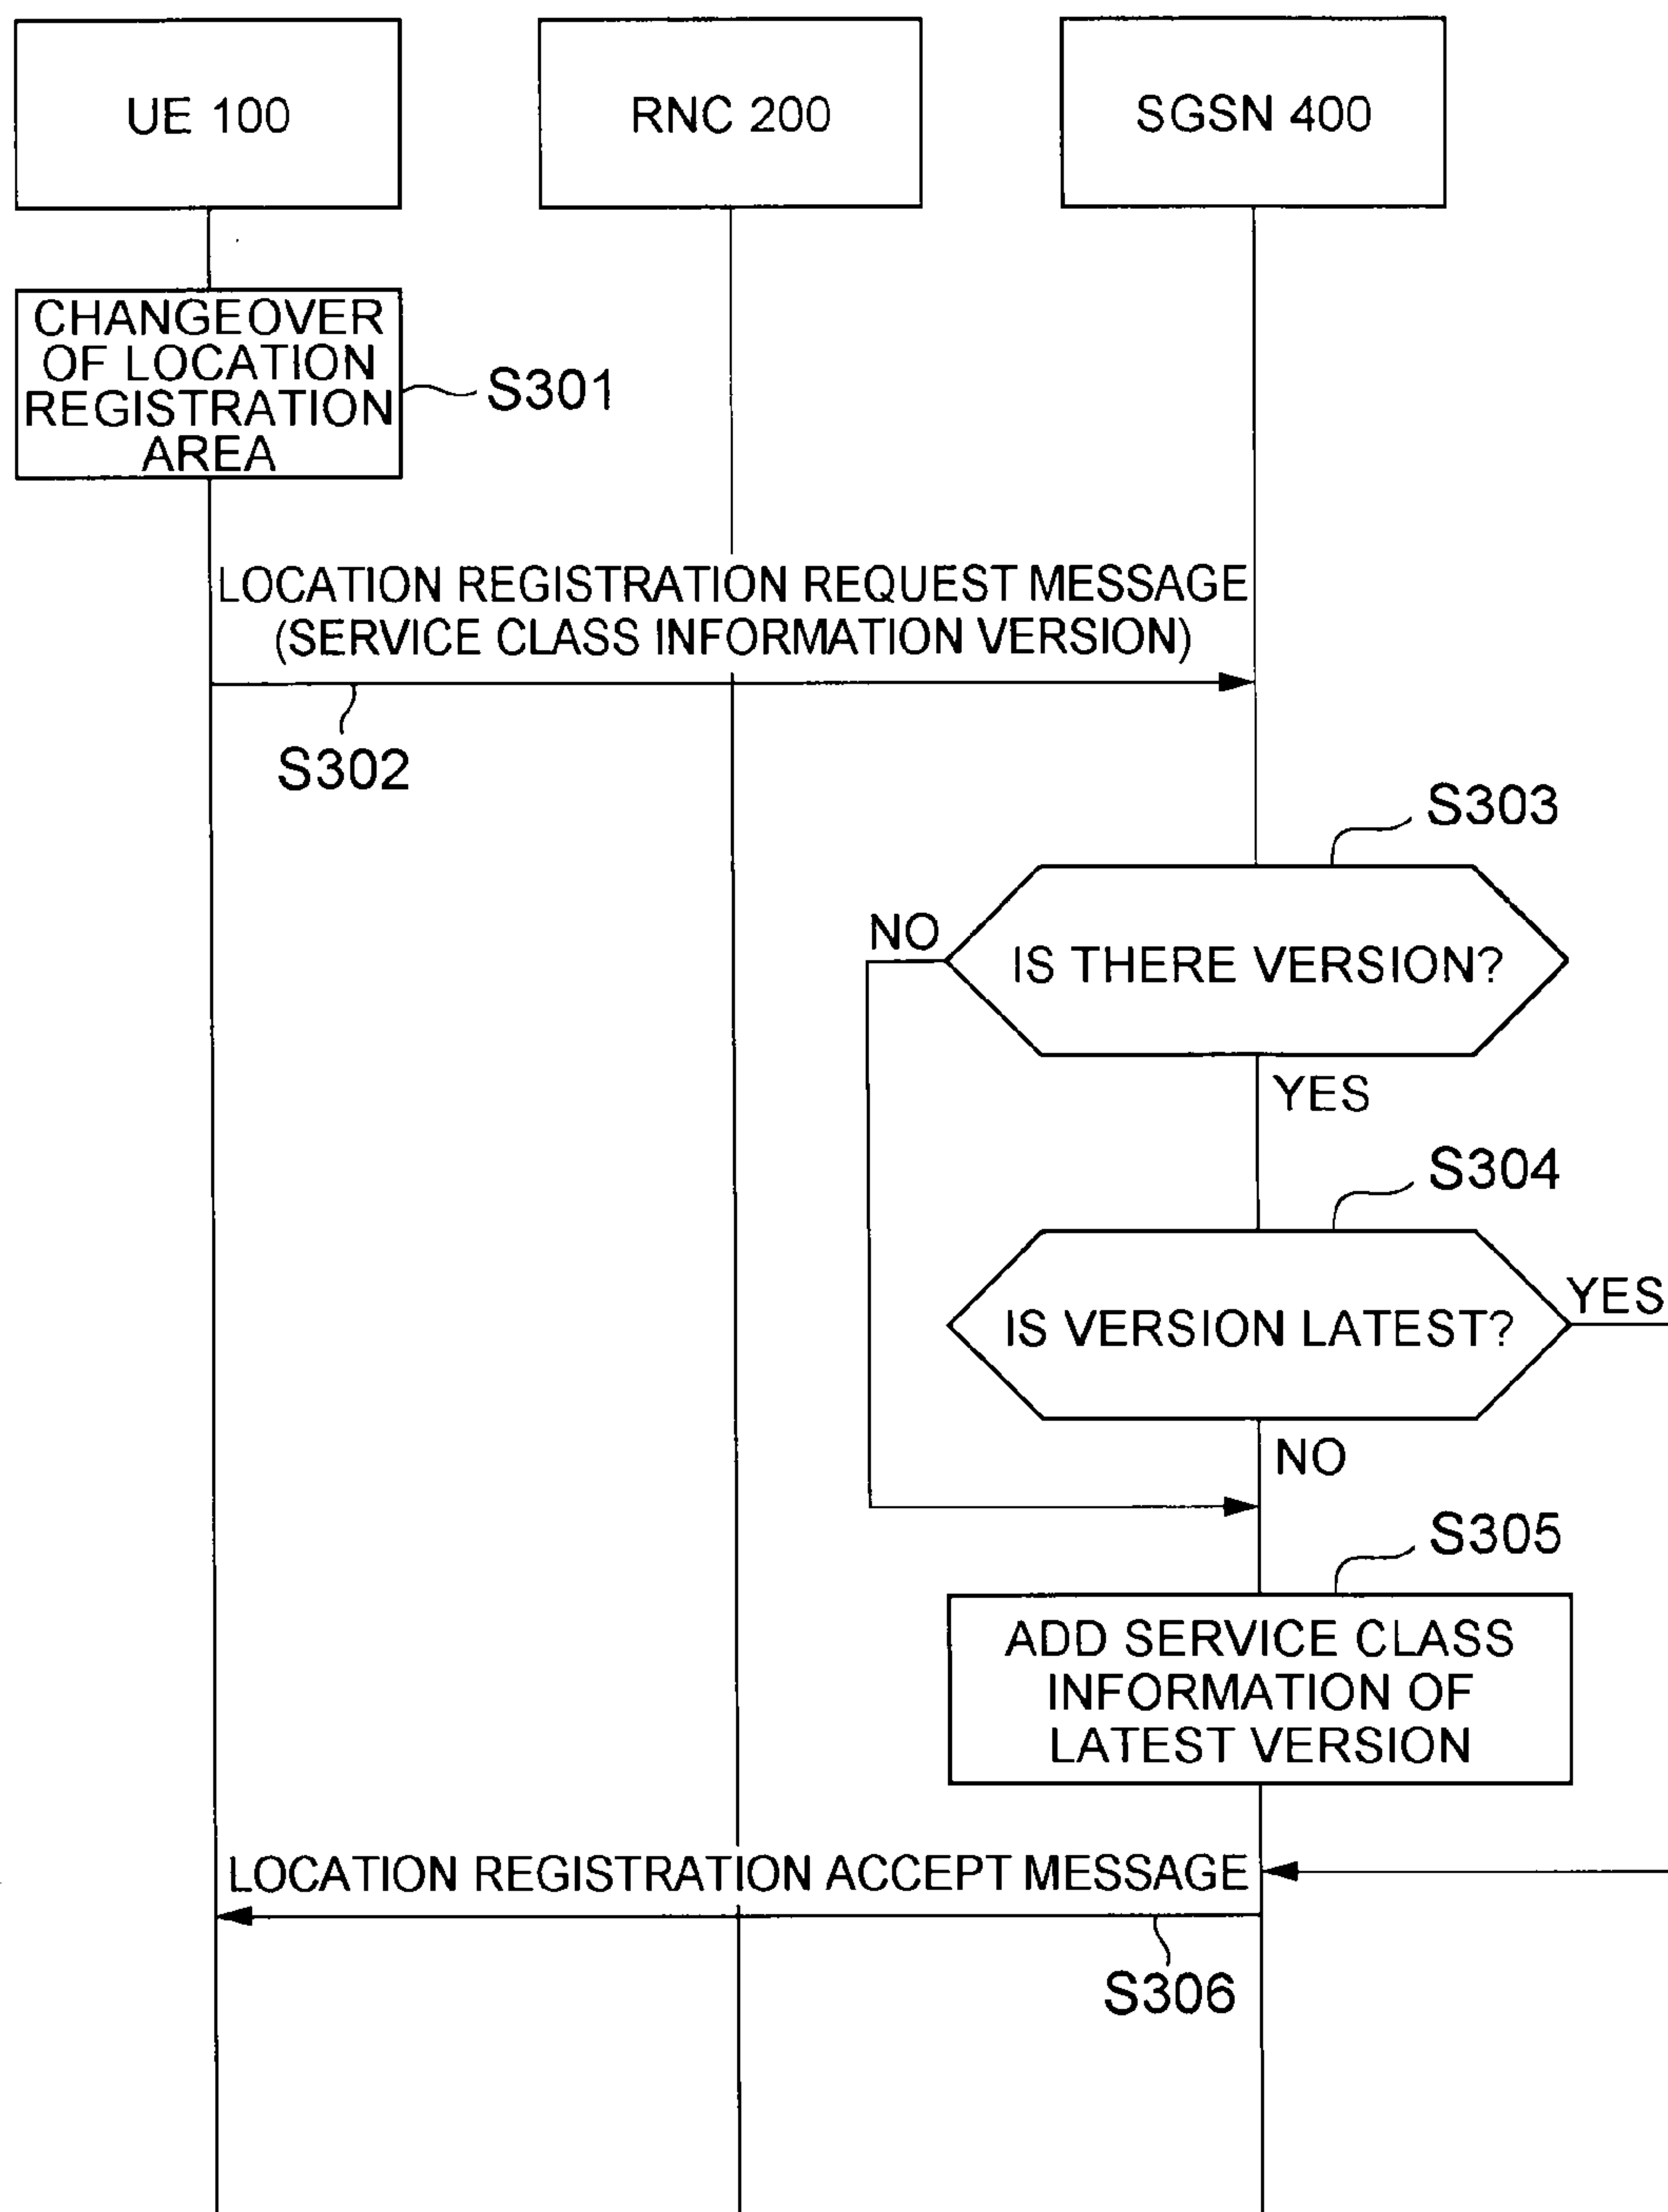 UE 100
RNC 200
SGSN 400
CHANGEOVER
OF LOCATION
REGISTRATION
AREA
S301
LOCATION REGISTRATION REQUEST MESSAGE
(SERVICE CLASS INFORMATION VERSION)
S302
S303
NO
IS THERE VERSION?
YES
S304
YES
IS VERSION LATEST?
NO
S305
ADD SERVICE CLASS
INFORMATION OF
LATEST VERSION
LOCATION REGISTRATION ACCEPT MESSAGE
S306